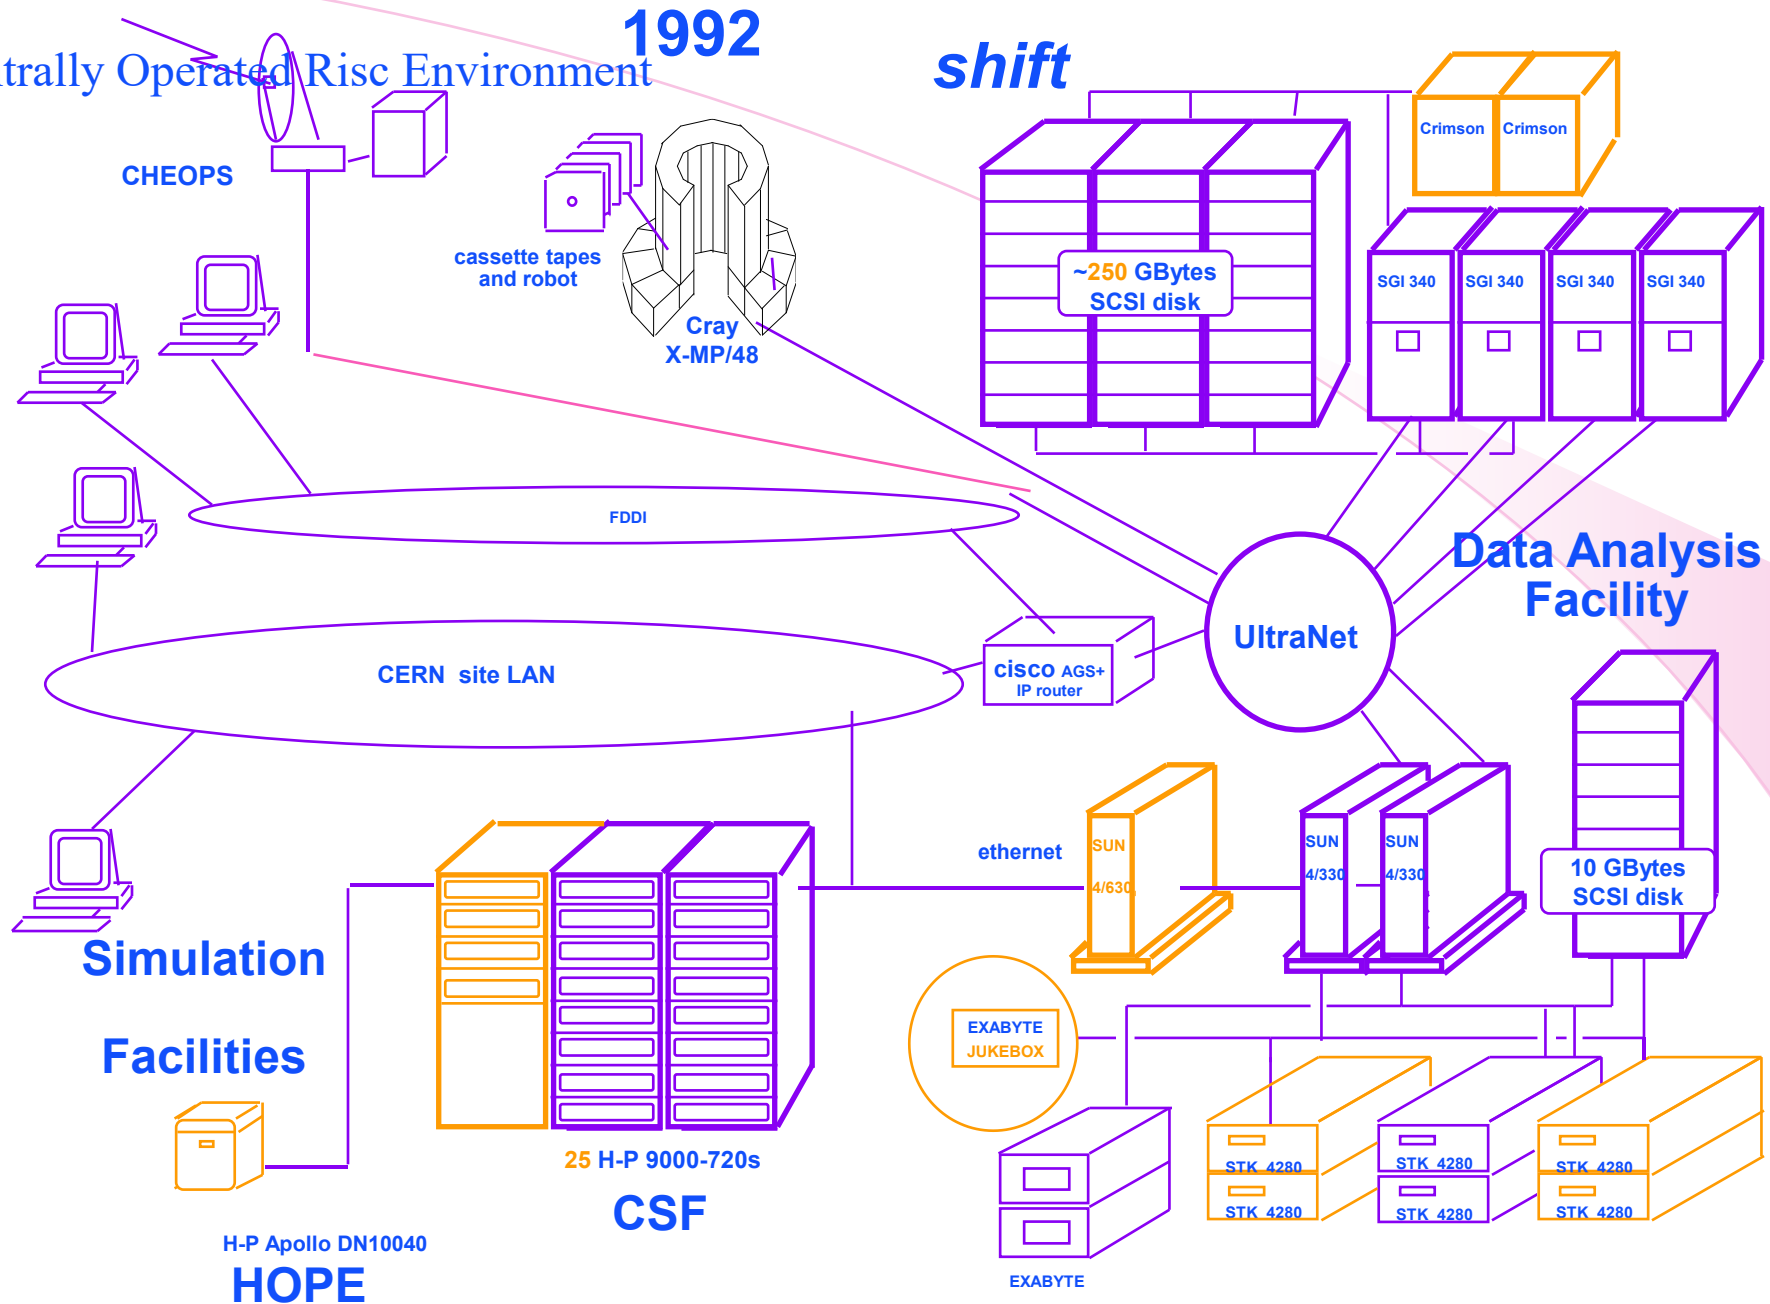 1992
trally Operated Risc Environment
shift
CHEOPS
cassette tapes
and robot
Cray
X-MP/48
~250 GBytes
SCSI disk
Crimson
Crimson
SGI 340
SGI 340
SGI 340
SGI 340
FDDI
Data Analysis
Facility
UltraNet
CERN site LAN
cisco AGS+
IP router
ethernet
SUN
4/630
SUN
4/330
SUN
4/330
10 GBytes
SCSI disk
Simulation
Facilities
EXABYTE
JUKEBOX
25 H-P 9000-720s
CSF
STK 4280
STK 4280
STK 4280
STK 4280
STK 4280
STK 4280
H-P Apollo DN10040
HOPE
EXABYTE